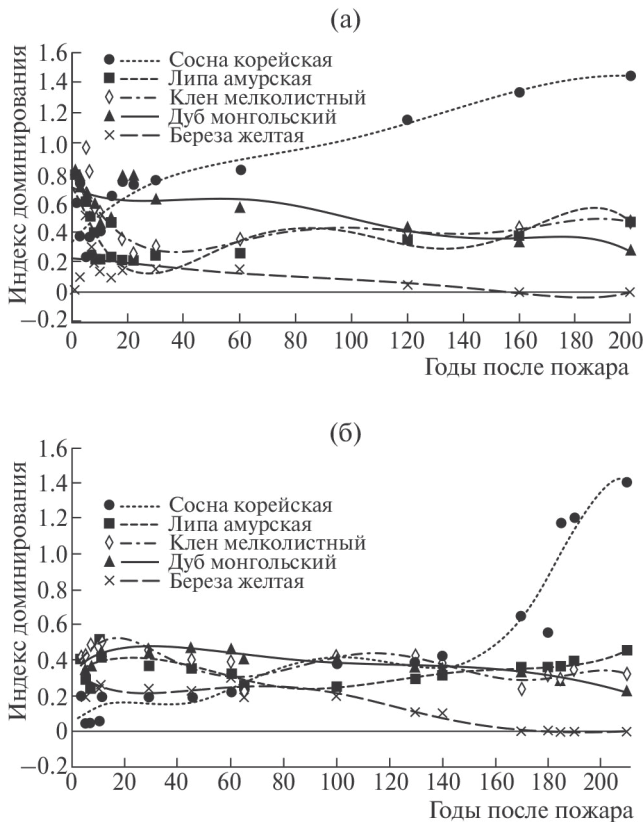 (а)
Индекс доминирования
1.6
1.4
1.2
1.0
0.8
0.6
0.4
0.2
0
−0.2
Сосна корейская
Липа амурская
Клен мелколистный
Дуб монгольский
Береза желтая
0 20 40 60 80 100 120 140 160 180 200
Годы после пожара
(б)
Индекс доминирования
1.6
1.4
1.2
1.0
0.8
0.6
0.4
0.2
0
−0.2
Сосна корейская
Липа амурская
Клен мелколистный
Дуб монгольский
Береза желтая
0 20 40 60 80 100 120 140 160 180 200
Годы после пожара